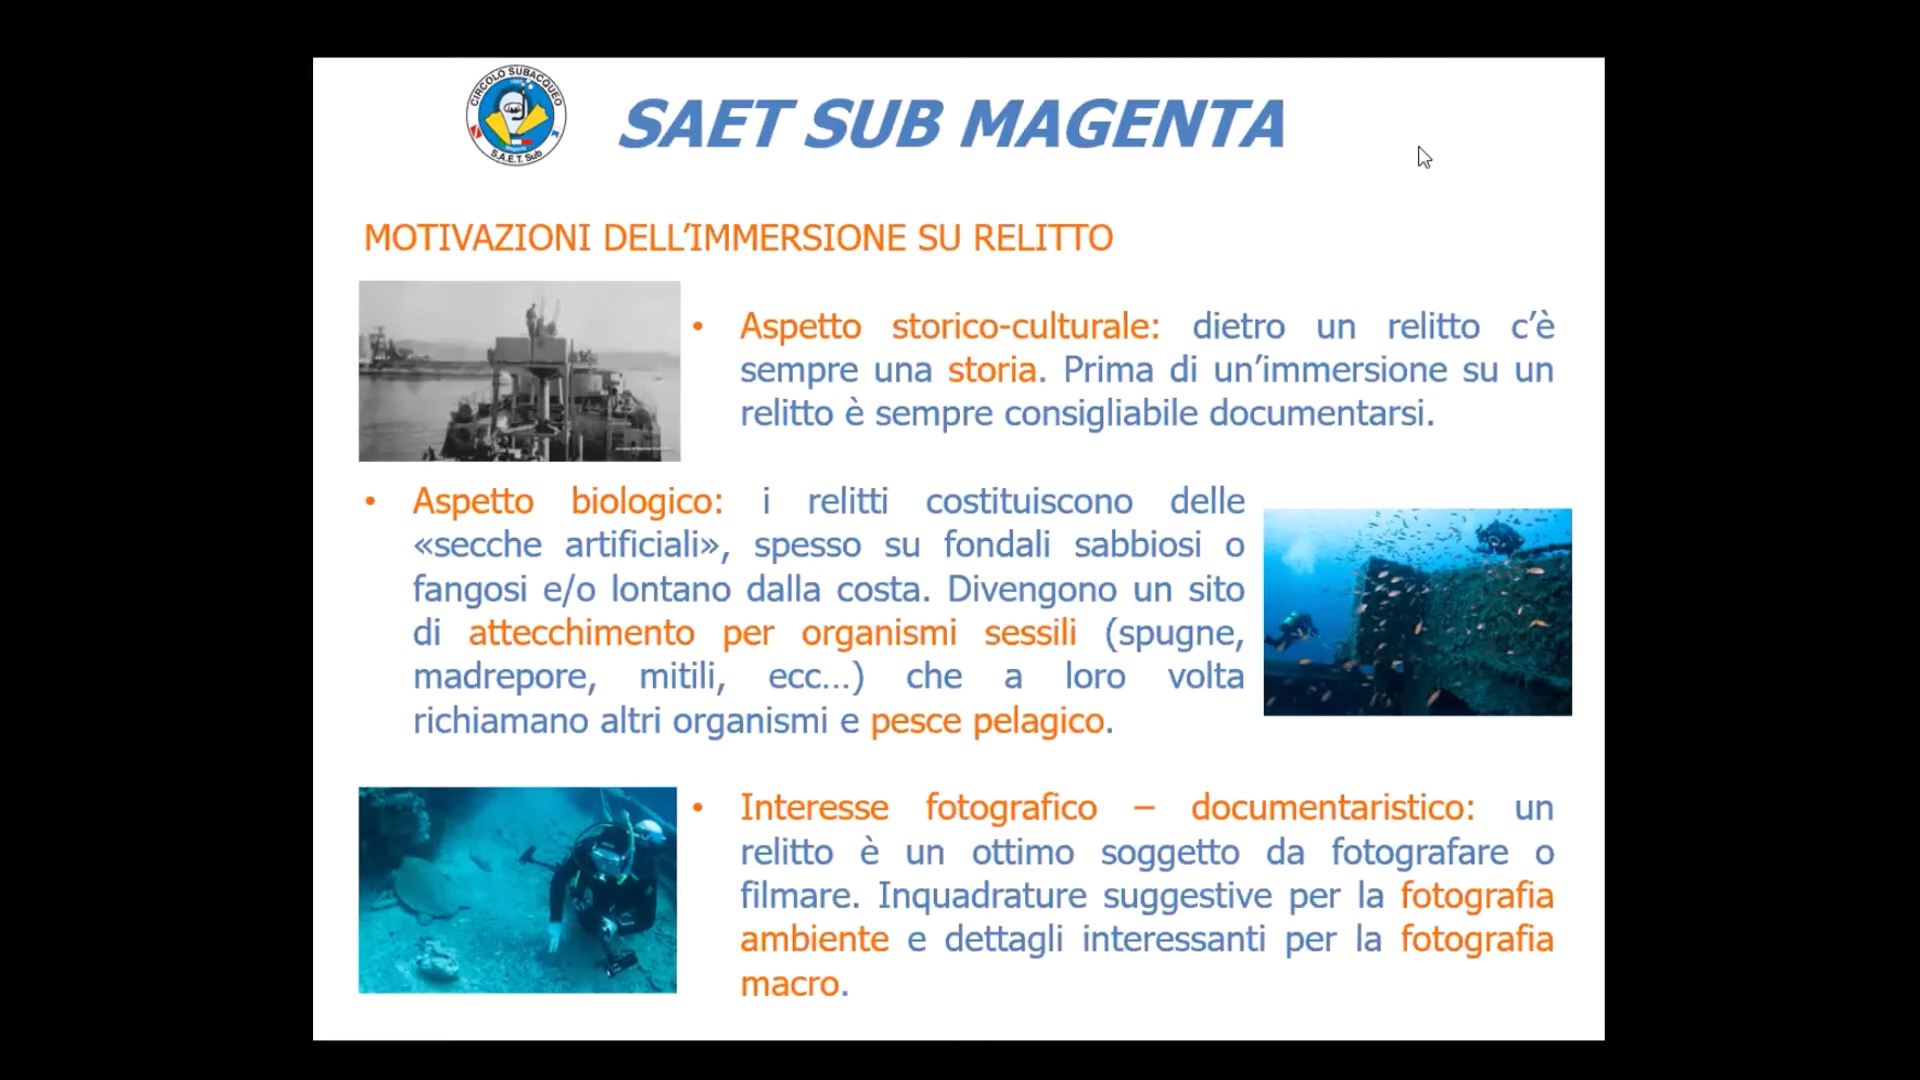 CIRCOLO SUBACQUEO
S.A.E.T. Sub
SAET SUB MAGENTA
MOTIVAZIONI DELL’IMMERSIONE SU RELITTO
• Aspetto storico-culturale: dietro un relitto c’è
sempre una storia. Prima di un’immersione su un
relitto è sempre consigliabile documentarsi.
• Aspetto biologico: i relitti costituiscono delle
«secche artificiali», spesso su fondali sabbiosi o
fangosi e/o lontano dalla costa. Divengono un sito
di attecchimento per organismi sessili (spugne,
madrepore, mitili, ecc…) che a loro volta
richiamano altri organismi e pesce pelagico.
• Interesse fotografico – documentaristico: un
relitto è un ottimo soggetto da fotografare o
filmare. Inquadrature suggestive per la fotografia
ambiente e dettagli interessanti per la fotografia
macro.